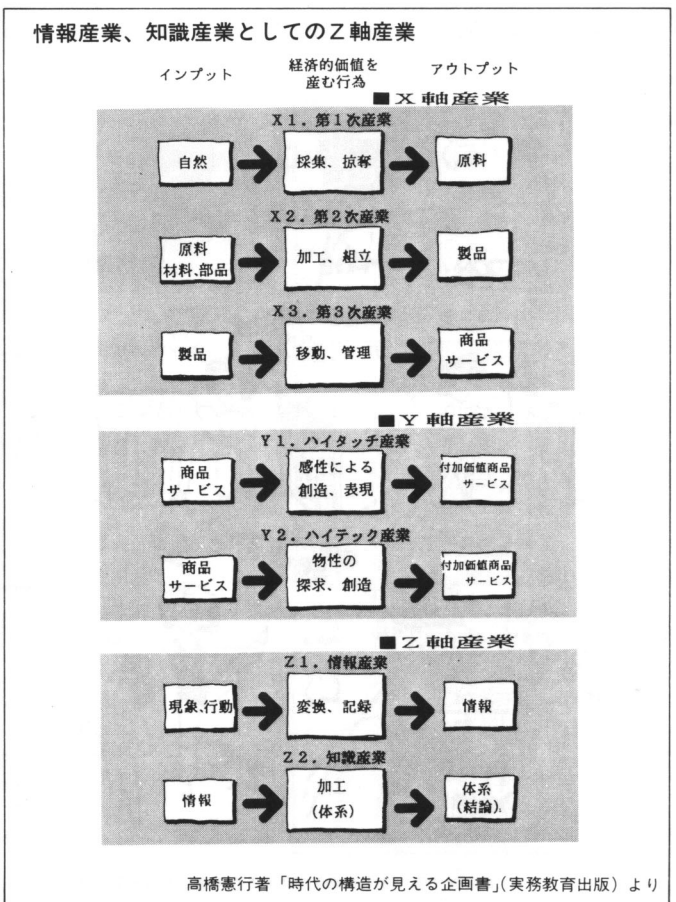 情報産業、知識産業としてのZ軸産業
インプット
経済的価値を
産む行為
アウトプット
■X軸産業
X1．第1次産業
自然
採集、掠奪
原料
X2．第2次産業
原料
材料、部品
加工、組立
製品
X3．第3次産業
製品
移動、管理
商品
サービス
■Y軸産業
Y1．ハイタッチ産業
商品
サービス
感性による
創造、表現
付加価値商品
サービス
Y2．ハイテック産業
商品
サービス
物性の
探求、創造
付加価値商品
サービス
■Z軸産業
Z1．情報産業
現象、行動
変換、記録
情報
Z2．知識産業
情報
加工
（体系）
体系
（結論）
高橋憲行著「時代の構造が見える企画書」（実務教育出版）より